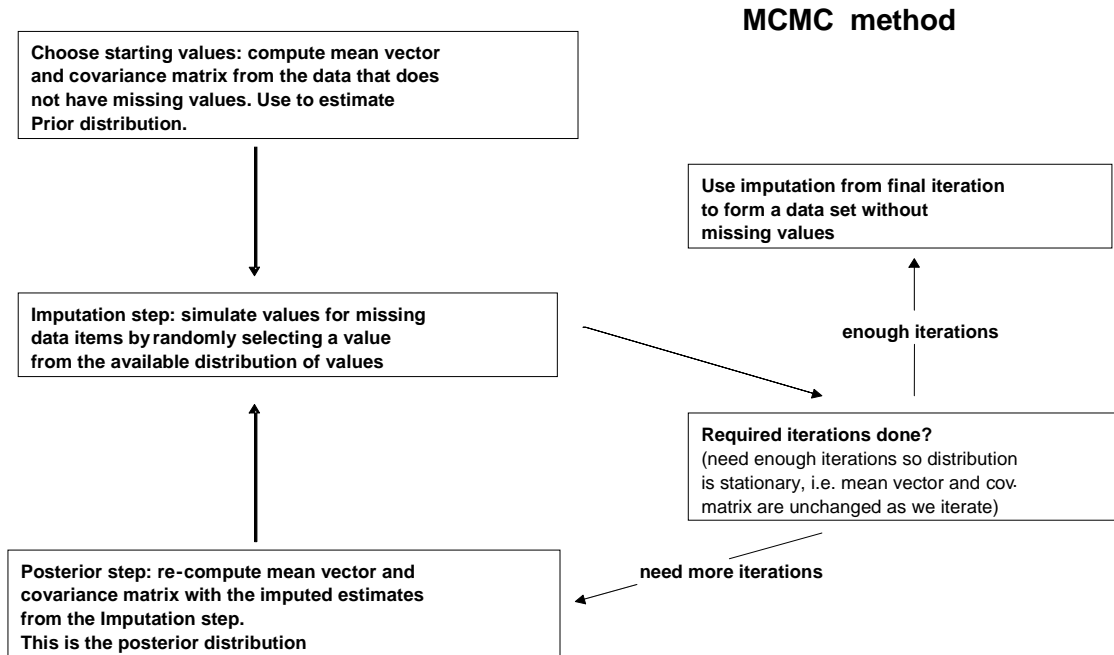 MCMC method
Choose starting values: compute mean vector
and covariance matrix from the data that does
not have missing values. Use to estimate
Prior distribution.
Imputation step: simulate values for missing
data items by randomly selecting a value
from the available distribution of values
Required iterations done?
(need enough iterations so distribution
is stationary, i.e. mean vector and cov.
matrix are unchanged as we iterate)
enough iterations
Use imputation from final iteration
to form a data set without
missing values
need more iterations
Posterior step: re-compute mean vector and
covariance matrix with the imputed estimates
from the Imputation step.
This is the posterior distribution